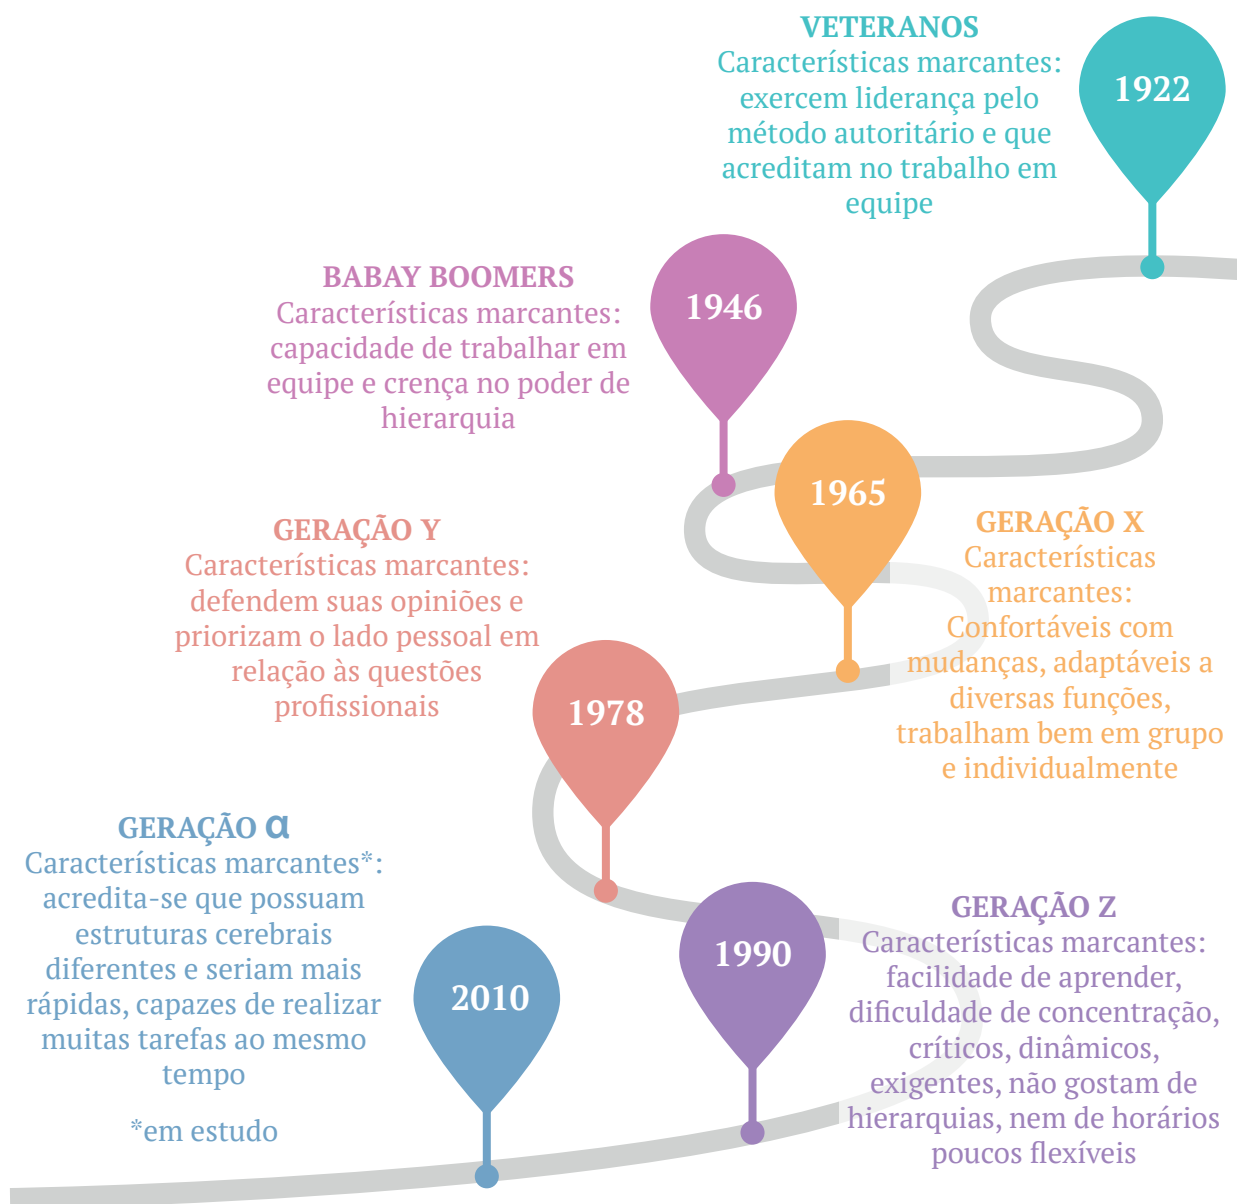 VETERANOS
Características marcantes:
exercem liderança pelo
método autoritário e que
acreditam no trabalho em
equipe
1922
BABAY BOOMERS
Características marcantes:
capacidade de trabalhar em
equipe e crença no poder de
hierarquia
1946
1965
GERAÇÃO X
Características
marcantes:
Confortáveis com
mudanças, adaptáveis a
diversas funções,
trabalham bem em grupo
e individualmente
GERAÇÃO Y
Características marcantes:
defendem suas opiniões e
priorizam o lado pessoal em
relação às questões
profissionais
1978
1990
GERAÇÃO Z
Características marcantes:
facilidade de aprender,
dificuldade de concentração,
críticos, dinâmicos,
exigentes, não gostam de
hierarquias, nem de horários
poucos flexíveis
GERAÇÃO α
Características marcantes*:
acredita-se que possuam
estruturas cerebrais
diferentes e seriam mais
rápidas, capazes de realizar
muitas tarefas ao mesmo
tempo
*em estudo
2010